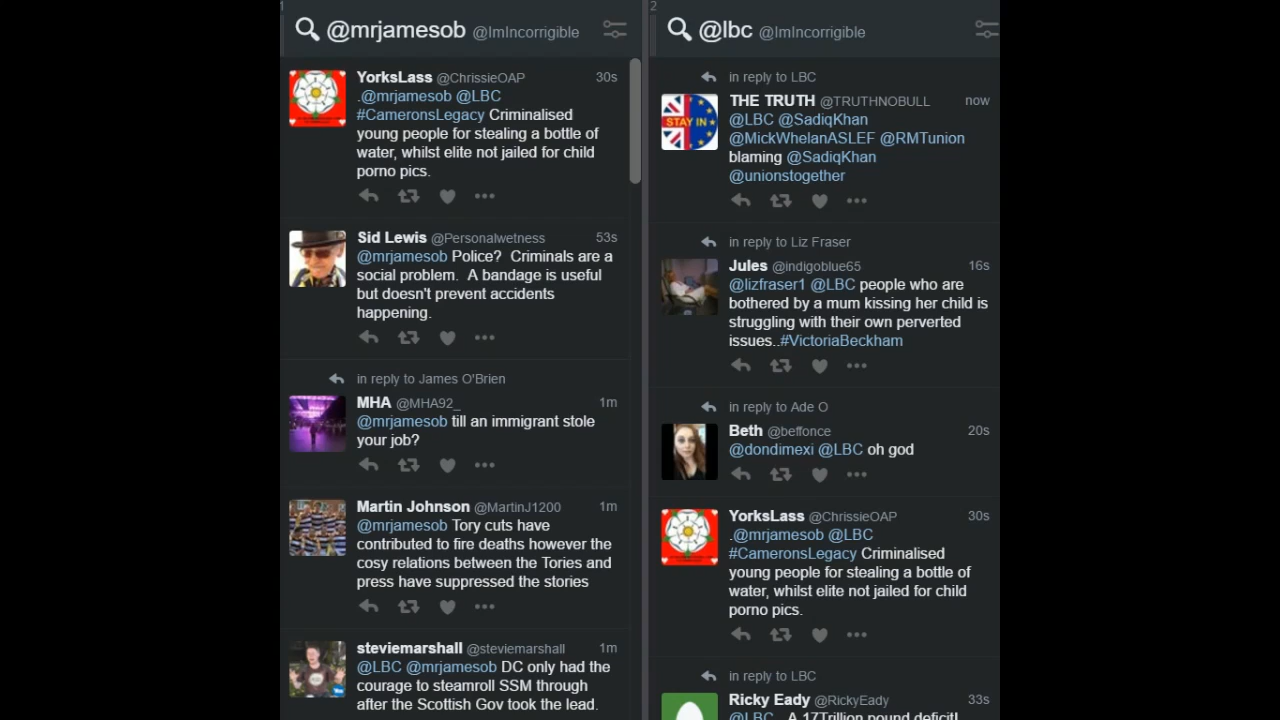 1
@mrjamesob @ImIncorrigible
YorksLass @ChrissieOAP 30s
.@mrjamesob @LBC
#CameronsLegacy Criminalised
young people for stealing a bottle of
water, whilst elite not jailed for child
porno pics.
Sid Lewis @Personalwetness 53s
@mrjamesob Police? Criminals are a
social problem. A bandage is useful
but doesn't prevent accidents
happening.
in reply to James O'Brien
MHA @MHA92_ 1m
@mrjamesob till an immigrant stole
your job?
Martin Johnson @MartinJ1200 1m
@mrjamesob Tory cuts have
contributed to fire deaths however the
cosy relations between the Tories and
press have suppressed the stories
steviemarshall @steviemarshall 1m
@LBC @mrjamesob DC only had the
courage to steamroll SSM through
after the Scottish Gov took the lead.
2
@lbc @ImIncorrigible
in reply to LBC
THE TRUTH @TRUTHNOBULL now
STAY IN
@LBC @SadiqKhan
@MickWhelanASLEF @RMTunion
blaming @SadiqKhan
@unionstogether
in reply to Liz Fraser
Jules @indigoblue65 16s
@lizfraser1 @LBC people who are
bothered by a mum kissing her child is
struggling with their own perverted
issues..#VictoriaBeckham
in reply to Ade O
Beth @beffonce 20s
@dondimexi @LBC oh god
YorksLass @ChrissieOAP 30s
.@mrjamesob @LBC
#CameronsLegacy Criminalised
young people for stealing a bottle of
water, whilst elite not jailed for child
porno pics.
in reply to LBC
Ricky Eady @RickyEady 33s
@LBC. A 17Trillion pound deficit!